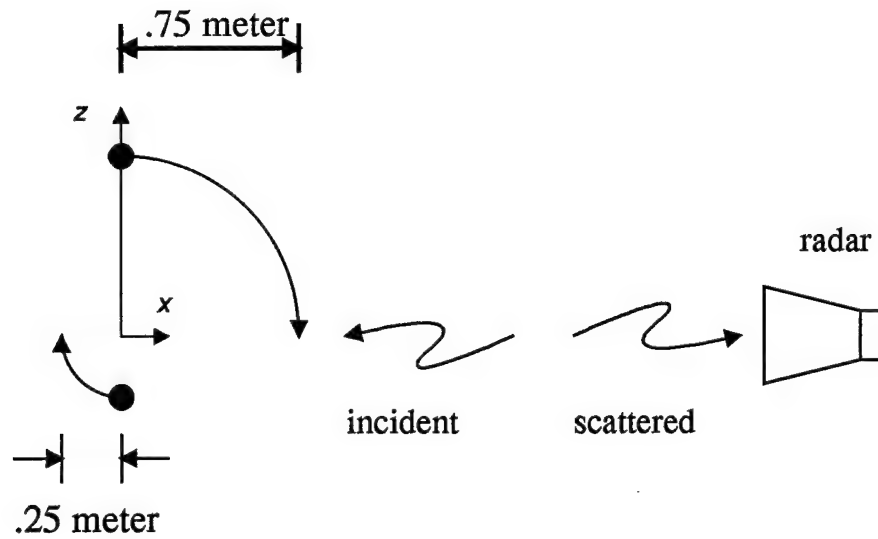 .75 meter
z
radar
x
incident
scattered
.25 meter